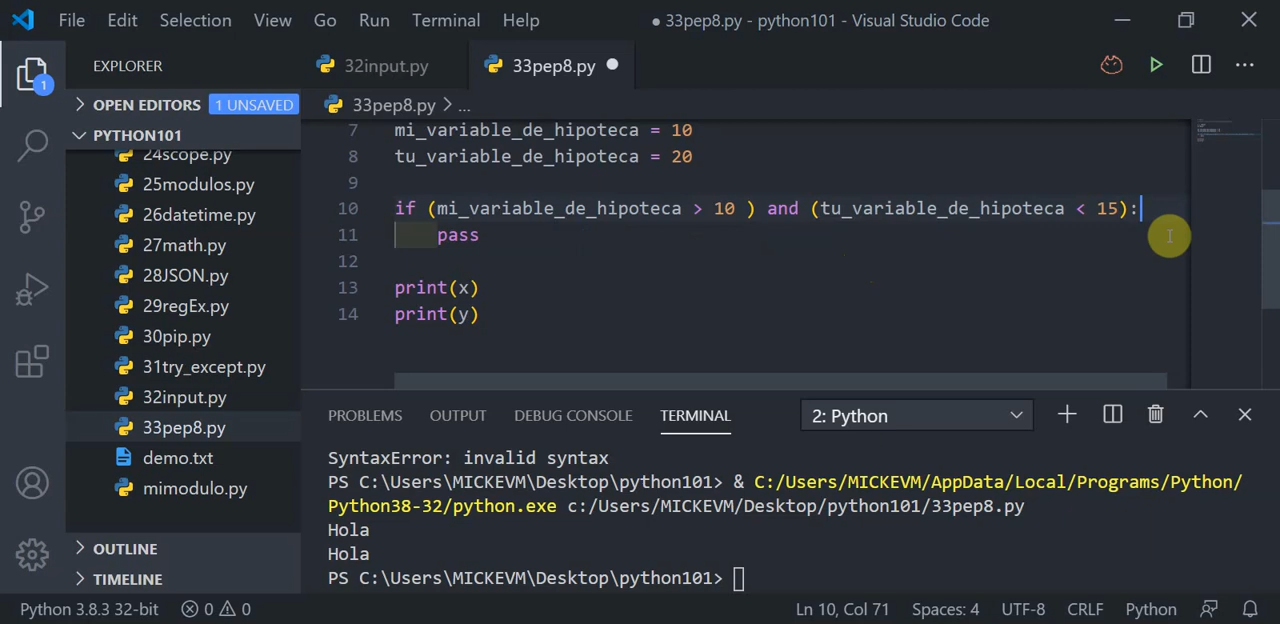 File Edit Selection View Go Run Terminal Help ● 33pep8.py - python101 - Visual Studio Code
EXPLORER
32input.py
33pep8.py ●
OPEN EDITORS 1 UNSAVED
33pep8.py > ...
PYTHON101
24scope.py
25modulos.py
26datetime.py
27math.py
28JSON.py
29regEx.py
30pip.py
31try_except.py
32input.py
33pep8.py
demo.txt
mimodulo.py
OUTLINE
TIMELINE
1
7 mi_variable_de_hipoteca = 10
8 tu_variable_de_hipoteca = 20
9
10 if (mi_variable_de_hipoteca > 10 ) and (tu_variable_de_hipoteca < 15):
11 pass
12
13 print(x)
14 print(y)
PROBLEMS OUTPUT DEBUG CONSOLE TERMINAL 2: Python
SyntaxError: invalid syntax
PS C:\Users\MICKEVM\Desktop\python101> & C:/Users/MICKEVM/AppData/Local/Programs/Python/
Python38-32/python.exe c:/Users/MICKEVM/Desktop/python101/33pep8.py
Hola
Hola
PS C:\Users\MICKEVM\Desktop\python101>
Python 3.8.3 32-bit 0 0 Ln 10, Col 71 Spaces: 4 UTF-8 CRLF Python